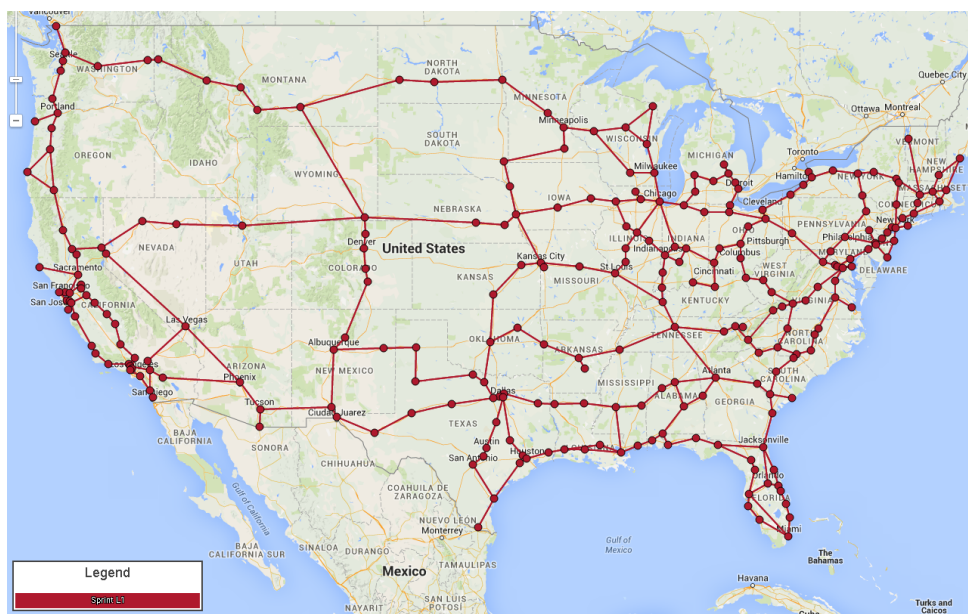 Vancouver
Quebec City
Seattle
WASHINGTON
MONTANA
NORTH
DAKOTA
MINNESOTA
Ottawa
Montreal
Portland
Minneapolis
VERMONT
OREGON
IDAHO
SOUTH
DAKOTA
WISCONSIN
MICHIGAN
Toronto
Hamilton
NEW
HAMPSHIRE
WYOMING
Milwaukee
Detroit
NEW YORK
MASSACHUSETTS
Chicago
Cleveland
CONNECTICUT
NEBRASKA
IOWA
OHIO
PENNSYLVANIA
New York
NEVADA
Denver
United States
ILLINOIS
INDIANA
Indianapolis
Pittsburgh
Columbus
Philadelphia
MARYLAND
Sacramento
UTAH
COLORADO
KANSAS
Kansas City
MISSOURI
St Louis
Cincinnati
WEST
VIRGINIA
DELAWARE
San Francisco
San Jose
CALIFORNIA
KENTUCKY
VIRGINIA
Las Vegas
Albuquerque
OKLAHOMA
ARKANSAS
TENNESSEE
NORTH
CAROLINA
Los Angeles
ARIZONA
Phoenix
NEW MEXICO
MISSISSIPPI
Atlanta
SOUTH
CAROLINA
San Diego
Tucson
Dallas
ALABAMA
GEORGIA
Ciudad Juarez
TEXAS
BAJA
CALIFORNIA
SONORA
Austin
Houston
LOUISIANA
Jacksonville
San Antonio
CHIHUAHUA
Orlando
COAHUILA DE
ZARAGOZA
FLORIDA
Gulf of
California
NUEVO LEON
Monterrey
Gulf of
Mexico
Miami
BAJA
CALIFORNIA SUR
SINALOA
DURANGO
TAMAULIPAS
The
Bahamas
Legend
Mexico
Havana
Sprint L1
NAYARIT
SAN LUIS
POTOSÍ
Cuba
Turks and
Caicos